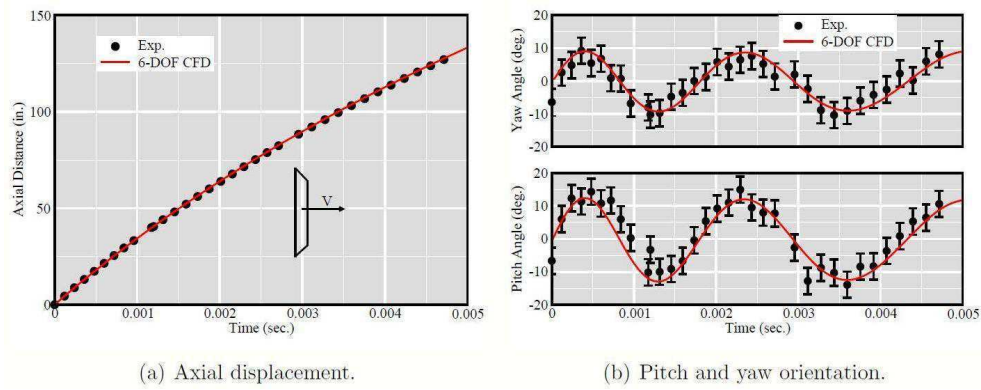 150
Exp.
6-DOF CFD
100
Axial Distance (in.)
50
V
0
0 0.001 0.002 0.003 0.004 0.005
Time (sec.)
(a) Axial displacement.
20
Exp.
6-DOF CFD
10
Yaw Angle (deg.)
0
-10
-20
20
10
Pitch Angle (deg.)
0
-10
-20
0 0.001 0.002 0.003 0.004 0.005
Time (sec.)
(b) Pitch and yaw orientation.